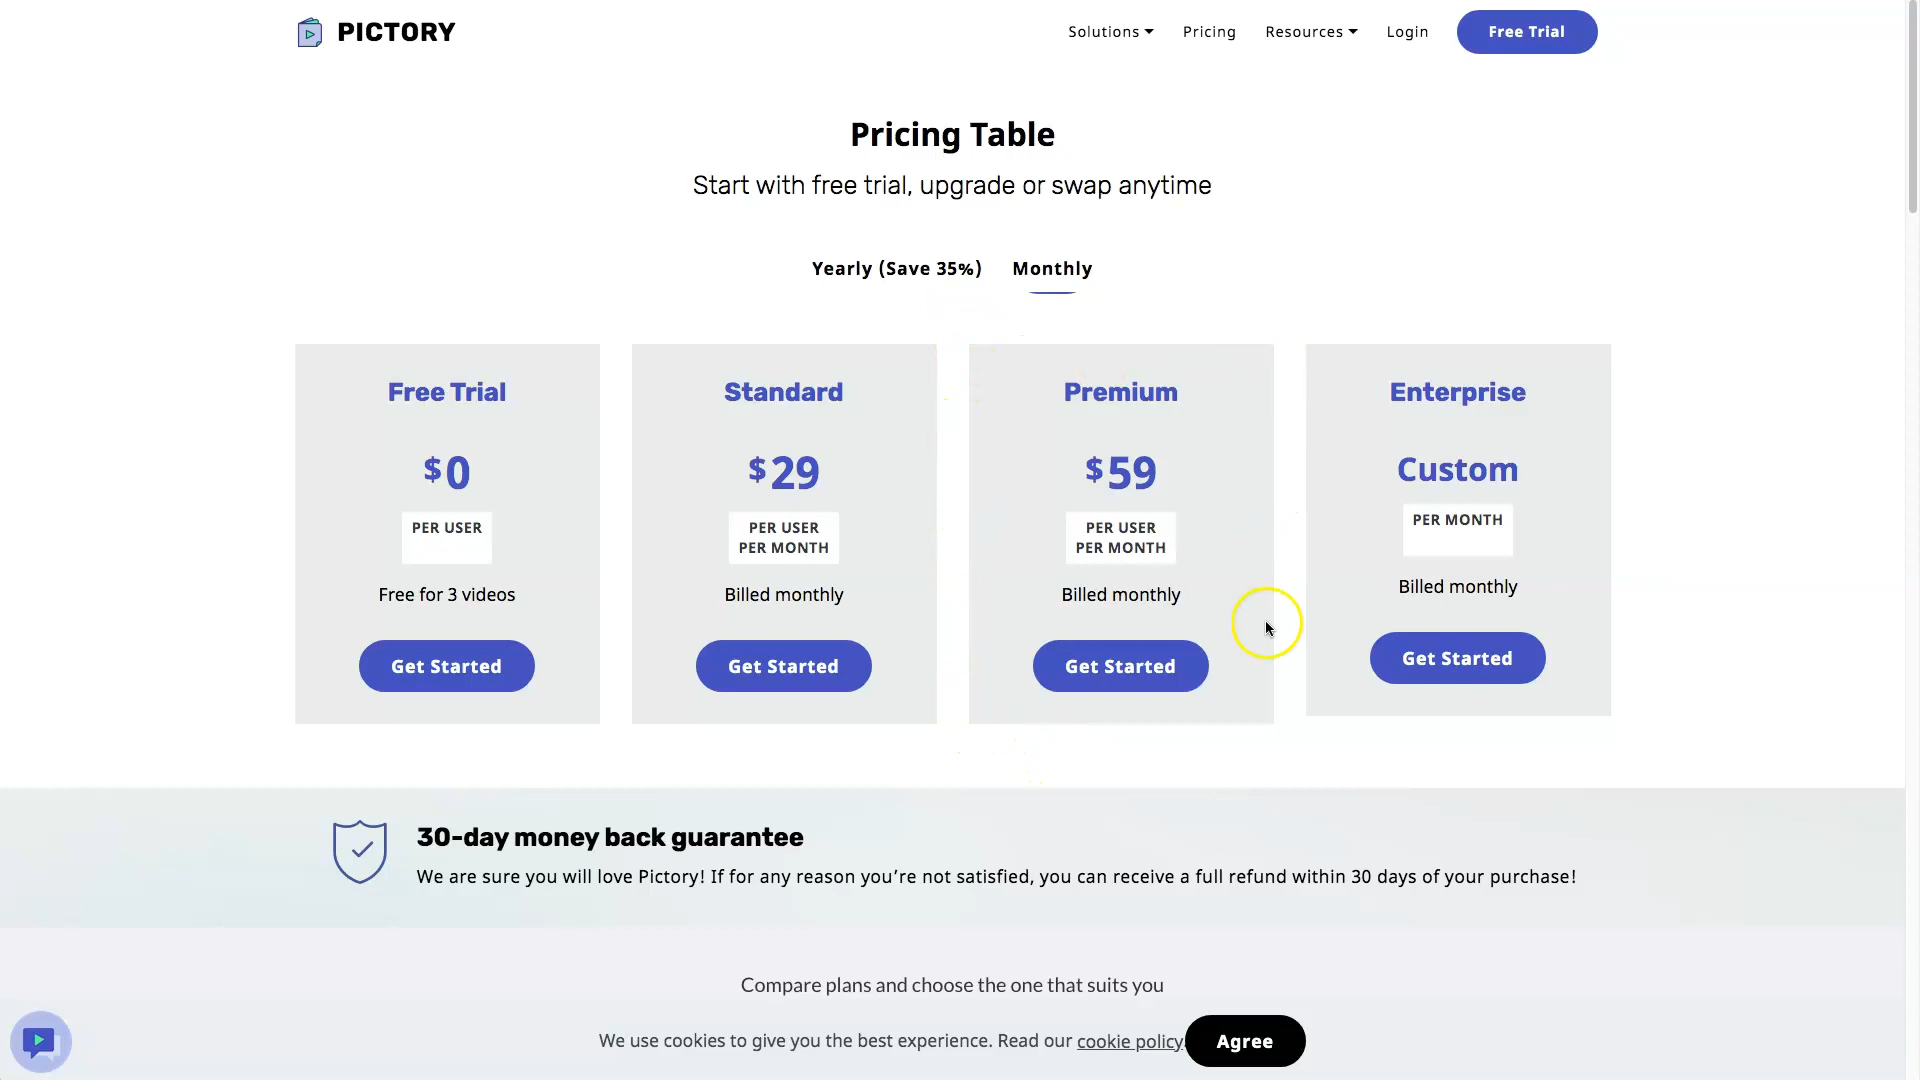 PICTORY
Solutions Pricing Resources Login Free Trial
Pricing Table
Start with free trial, upgrade or swap anytime
Yearly (Save 35%) Monthly
Free Trial
$0
PER USER
Free for 3 videos
Get Started
Standard
$29
PER USER
PER MONTH
Billed monthly
Get Started
Premium
$59
PER USER
PER MONTH
Billed monthly
Get Started
Enterprise
Custom
PER MONTH
Billed monthly
Get Started
30-day money back guarantee
We are sure you will love Pictory! If for any reason you’re not satisfied, you can receive a full refund within 30 days of your purchase!
Compare plans and choose the one that suits you
We use cookies to give you the best experience. Read our cookie policy Agree